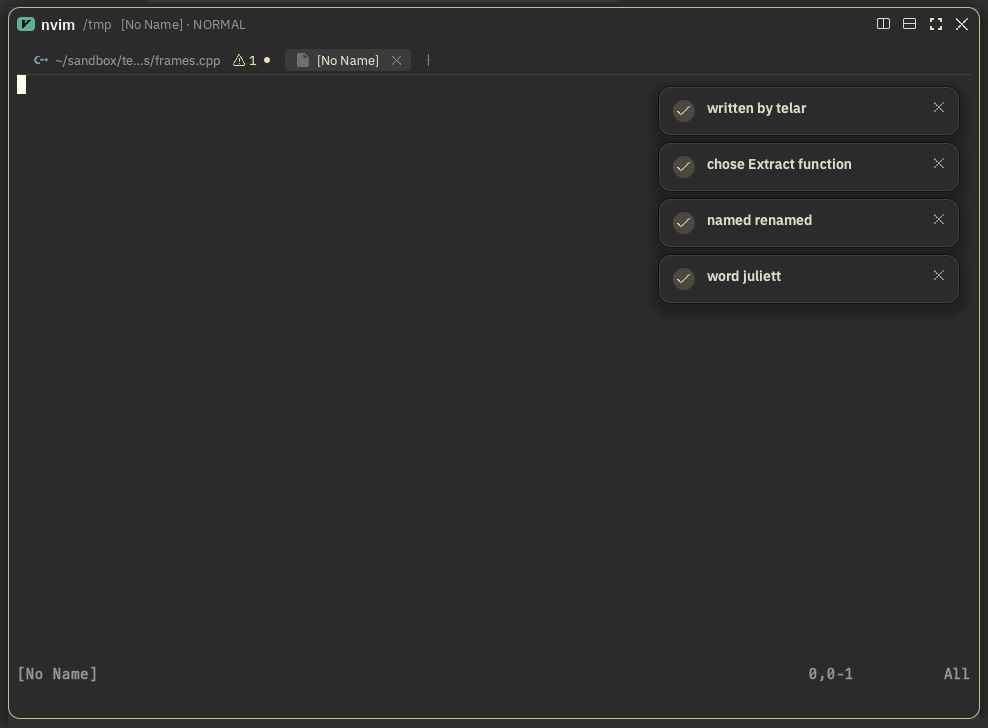 nvim /tmp [No Name] · NORMAL
~/sandbox/te...s/frames.cpp 1 ● [No Name]
written by telar
chose Extract function
named renamed
word juliett
[No Name] 0,0-1 All